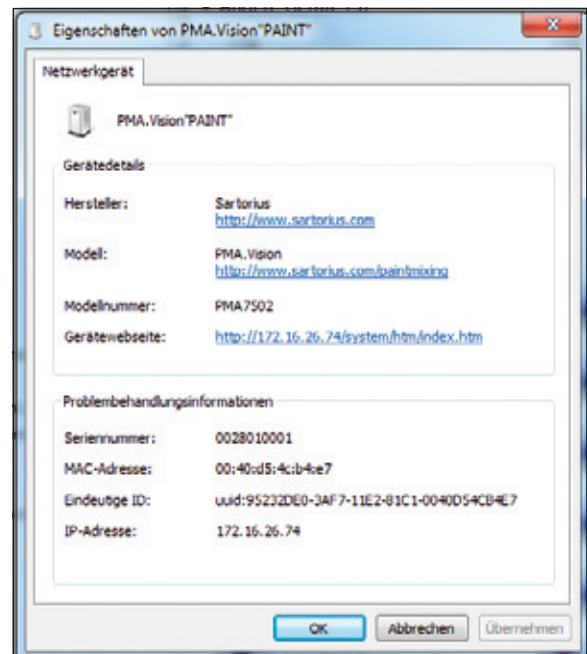 Eigenschaften von PMA.Vision"PAINT"
Netzwerkgerät
PMA.Vision"PAINT"
Gerätedetails
Hersteller: Sartorius
http://www.sartorius.com
Modell: PMA.Vision
http://www.sartorius.com/paintmixing
Modellnummer: PMA7502
Gerätewebseite: http://172.16.26.74/system/htm/index.htm
Problembehandlungsinformationen
Seriennummer: 0028010001
MAC-Adresse: 00:40:d5:4c:b4:e7
Eindeutige ID: uuid:95232DE0-3AF7-11E2-81C1-0040D54CB4E7
IP-Adresse: 172.16.26.74
OK Abbrechen Übernehmen